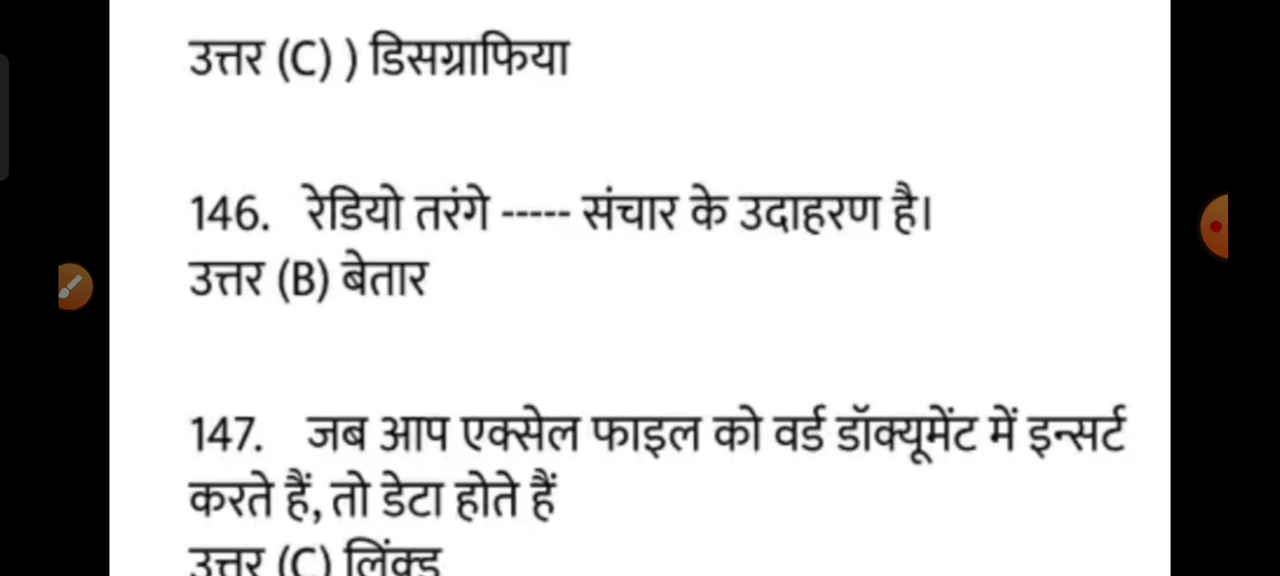 उत्तर (C) ) डिसग्राफिया
146. रेडियो तरंगे ----- संचार के उदाहरण है।
उत्तर (B) बेतार
147. जब आप एक्सेल फाइल को वर्ड डॉक्यूमेंट में इन्सर्ट
करते हैं, तो डेटा होते हैं
उत्तर (C) लिंक्ड